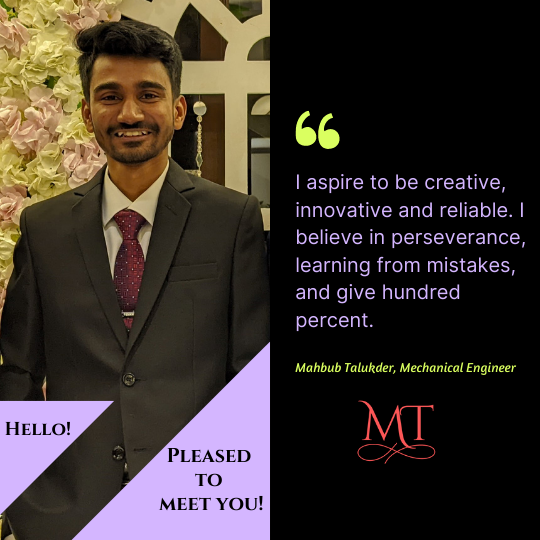 Hello!
Pleased
to
meet you!
“
I aspire to be creative,
innovative and reliable. I
believe in perseverance,
learning from mistakes,
and give hundred
percent.
Mahbub Talukder, Mechanical Engineer
MT